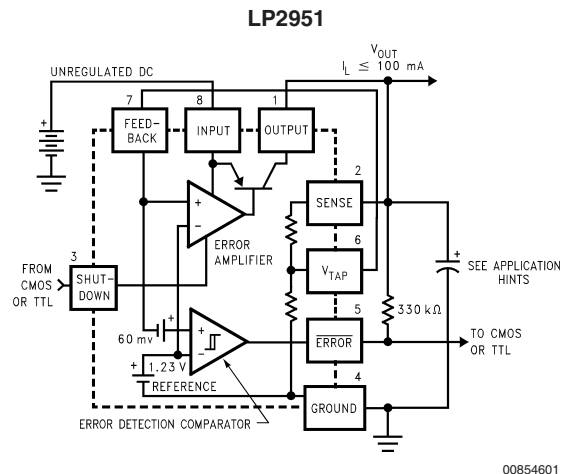 LP2951
UNREGULATED DC
V_OUT
I_L ≤ 100 mA
7
8
1
FEED-
BACK
INPUT
OUTPUT
+
2
SENSE
+
−
ERROR
AMPLIFIER
6
V_TAP
+
SEE APPLICATION
HINTS
FROM
CMOS
OR TTL
3
SHUT-
DOWN
330 kΩ
5
ERROR
TO CMOS
OR TTL
60 mv
+
+
−
+
1.23 V
REFERENCE
4
GROUND
ERROR DETECTION COMPARATOR
00854601